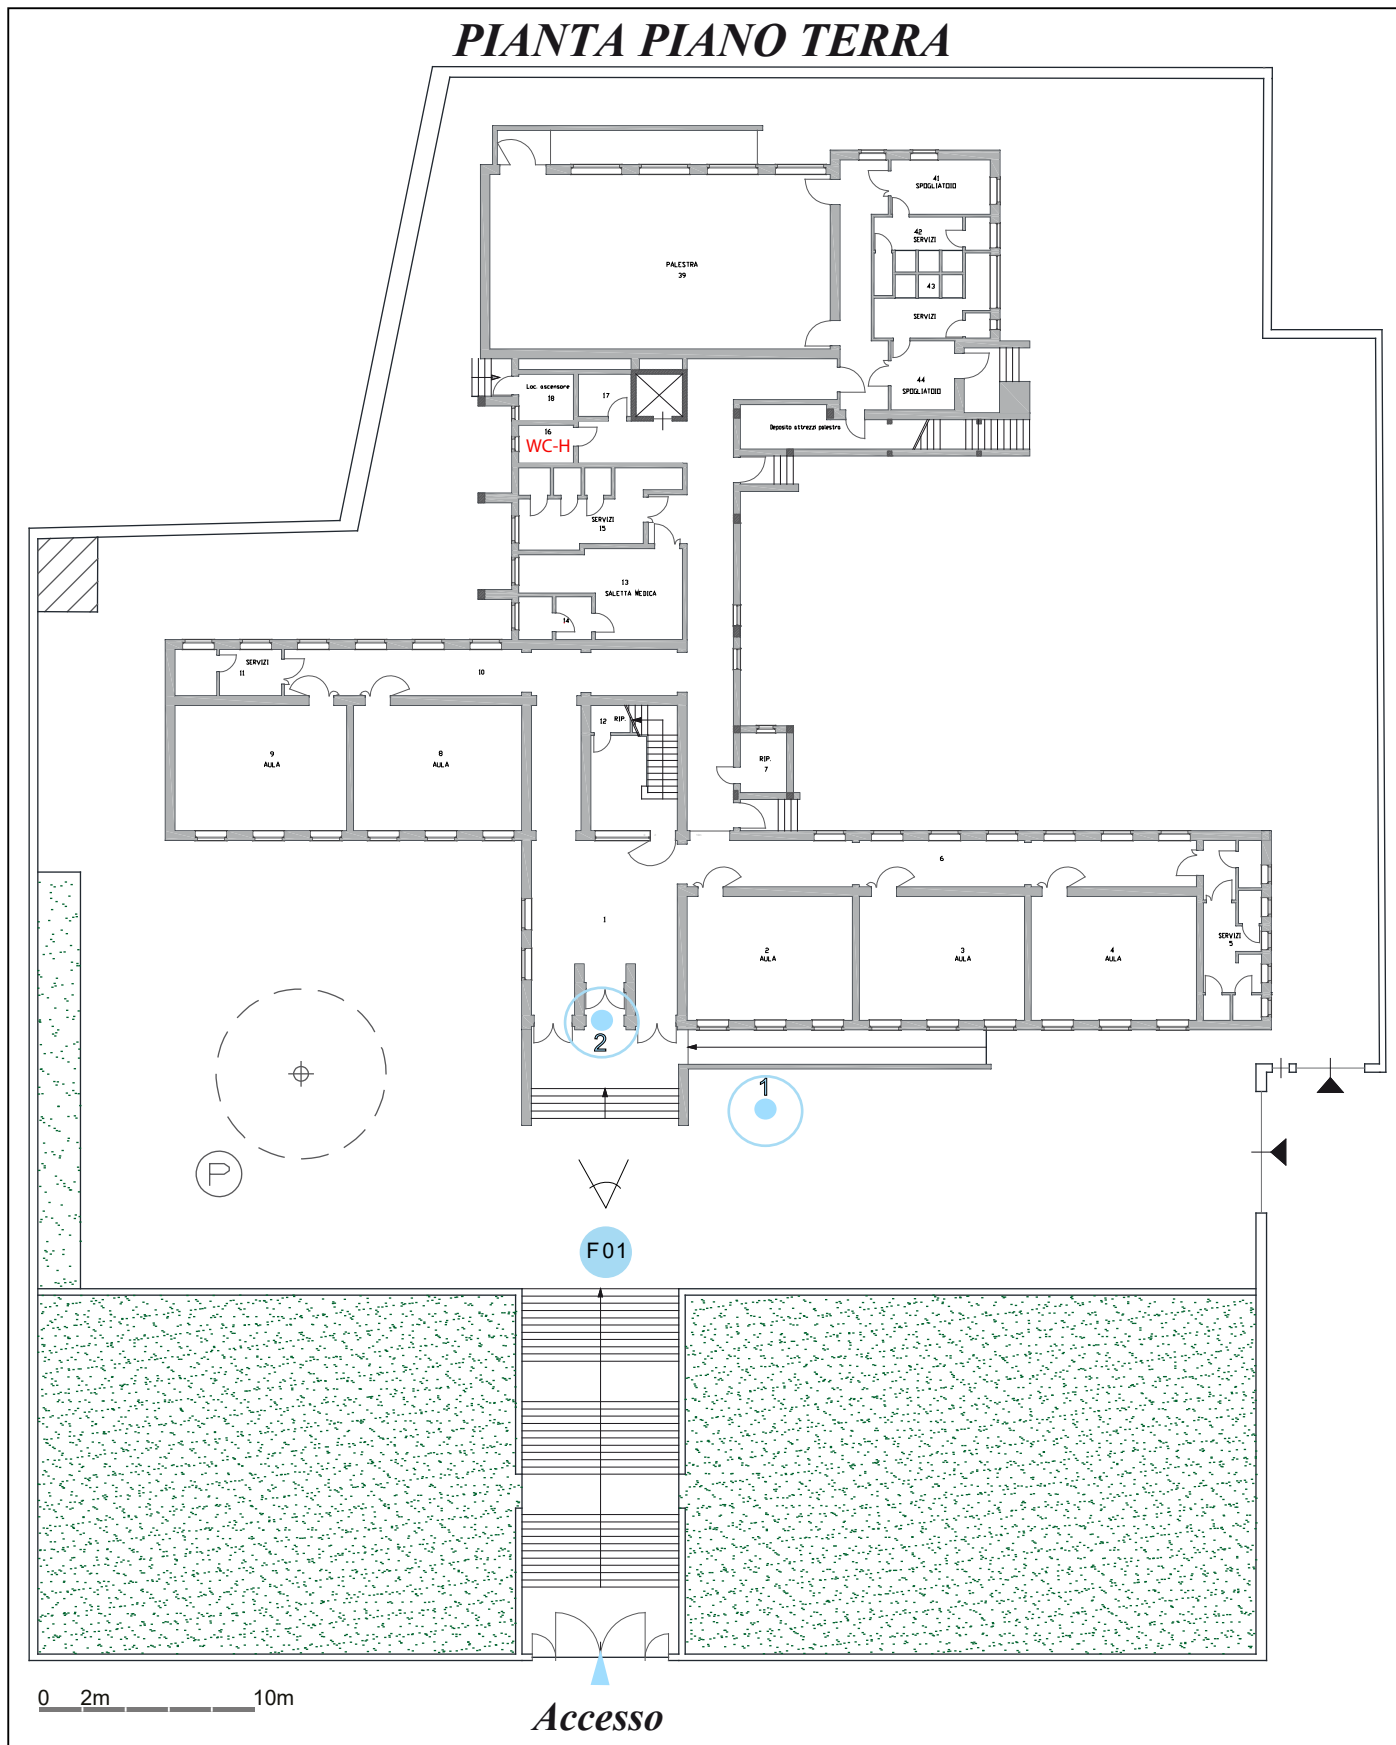 PIANTA PIANO TERRA
41
SPOGLIATOIO
42
SERVIZI
PALESTRA
39
43
SERVIZI
Loc. ascensore
18
17
44
SPOGLIATOIO
16
WC-H
Deposito attrezzi palestra
SERVIZI
15
13
SALETTA MEDICA
14
SERVIZI
11
10
12 RIP.
9
AULA
8
AULA
RIP.
7
6
1
2
AULA
3
AULA
4
AULA
SERVIZI
5
2
1
P
F01
0 2m 10m
Accesso